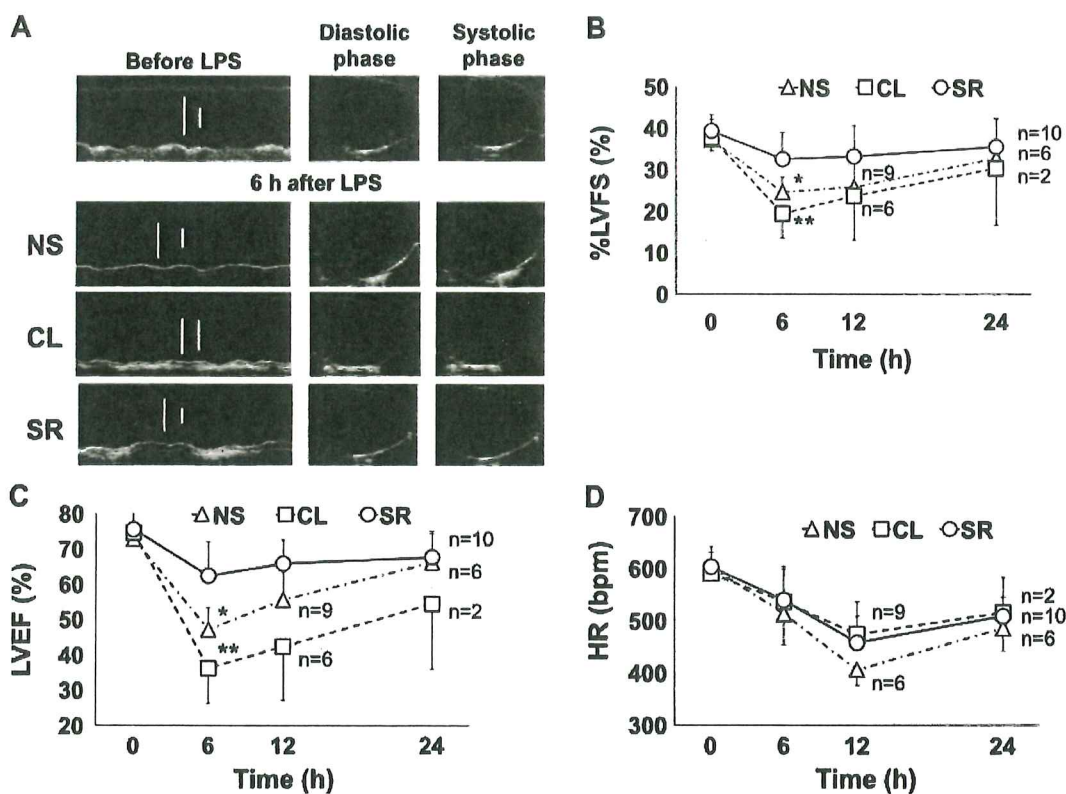 A
Before LPS
Diastolic phase
Systolic phase
6 h after LPS
NS
CL
SR
B
NS CL SR
%LVFS (%)
50
40
30
20
10
0
*
**
n=9
n=6
n=10
n=6
n=2
0 6 12 24
Time (h)
C
NS CL SR
LVEF (%)
80
70
60
50
40
30
20
*
**
n=9
n=6
n=10
n=6
n=2
0 6 12 24
Time (h)
D
NS CL SR
HR (bpm)
700
600
500
400
300
n=9
n=6
n=2
n=10
n=6
0 6 12 24
Time (h)